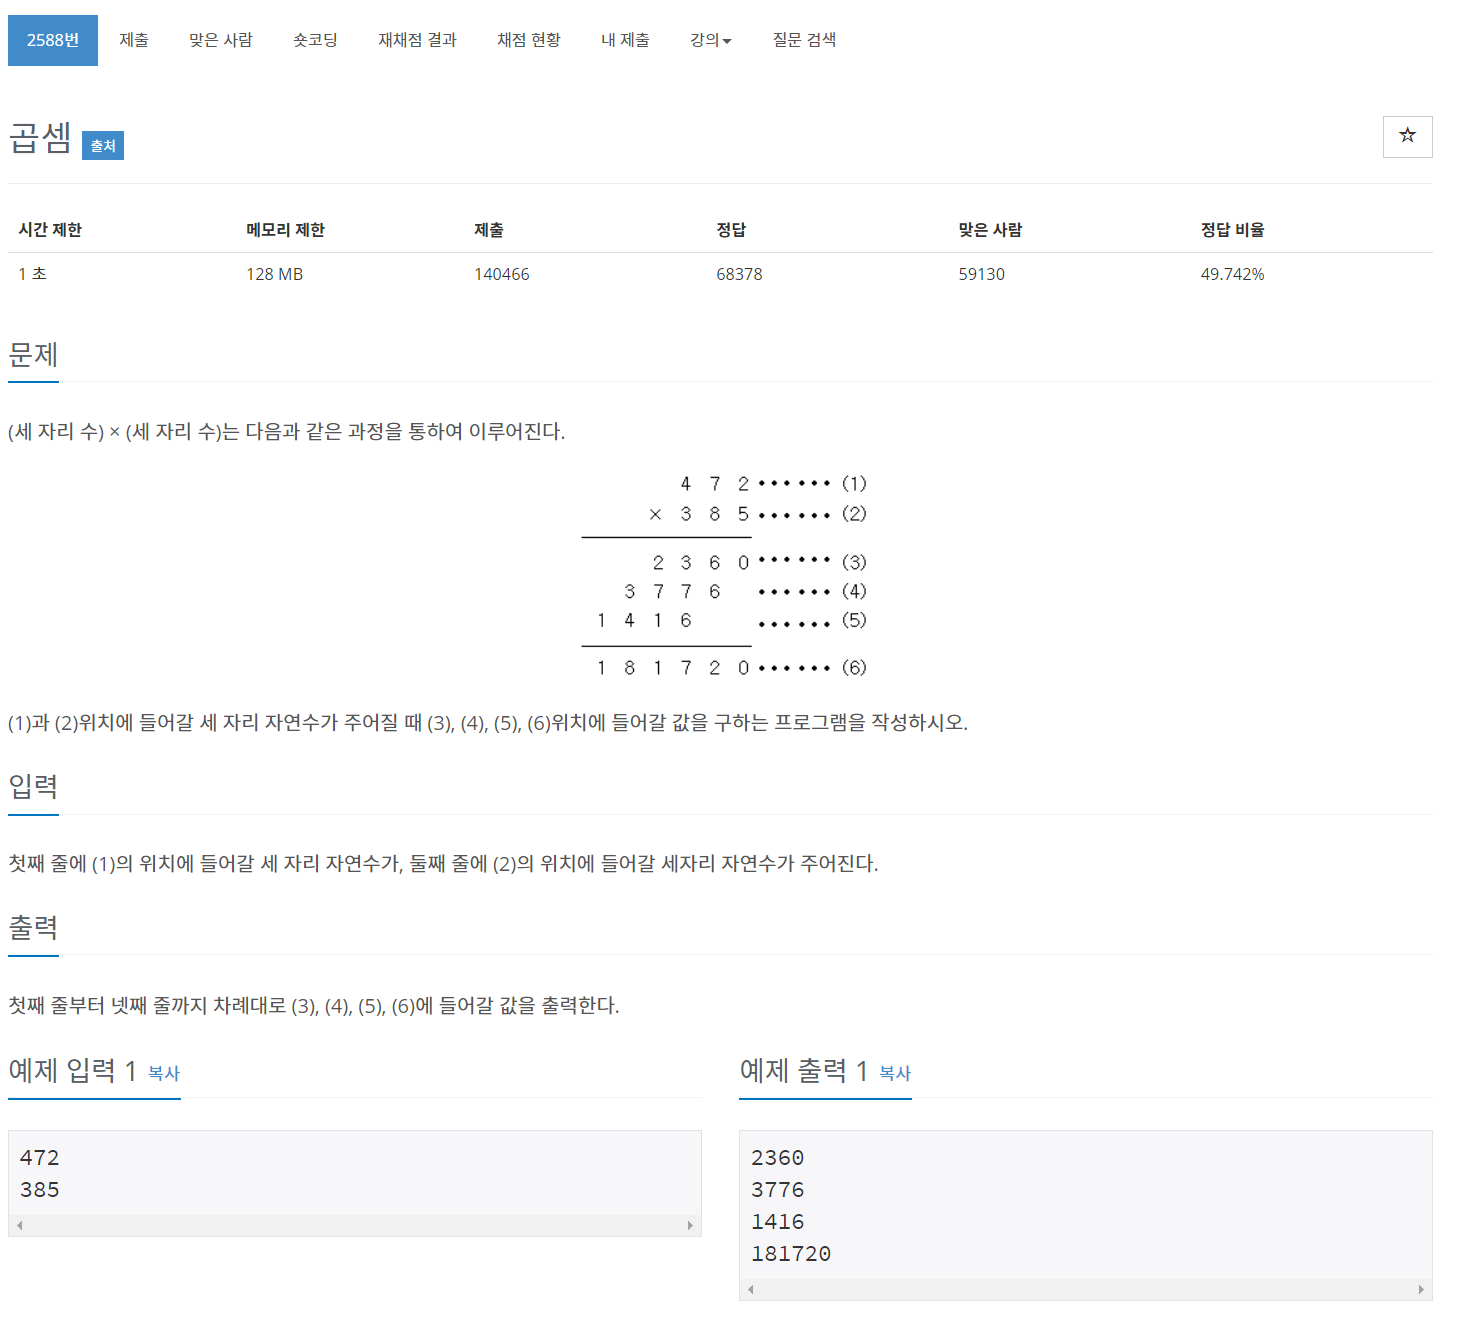 2588번 제출 맞은 사람 숏코딩 재채점 결과 채점 현황 내 제출 강의 질문 검색
곱셈 출처
시간 제한 메모리 제한 제출 정답 맞은 사람 정답 비율
1 초 128 MB 140466 68378 59130 49.742%
문제
(세 자리 수) × (세 자리 수)는 다음과 같은 과정을 통하여 이루어진다.
4 7 2 •••••• (1)
× 3 8 5 •••••• (2)
2 3 6 0 •••••• (3)
3 7 7 6 •••••• (4)
1 4 1 6 •••••• (5)
1 8 1 7 2 0 •••••• (6)
(1)과 (2)위치에 들어갈 세 자리 자연수가 주어질 때 (3), (4), (5), (6)위치에 들어갈 값을 구하는 프로그램을 작성하시오.
입력
첫째 줄에 (1)의 위치에 들어갈 세 자리 자연수가, 둘째 줄에 (2)의 위치에 들어갈 세자리 자연수가 주어진다.
출력
첫째 줄부터 넷째 줄까지 차례대로 (3), (4), (5), (6)에 들어갈 값을 출력한다.
예제 입력 1 복사
472
385
예제 출력 1 복사
2360
3776
1416
181720